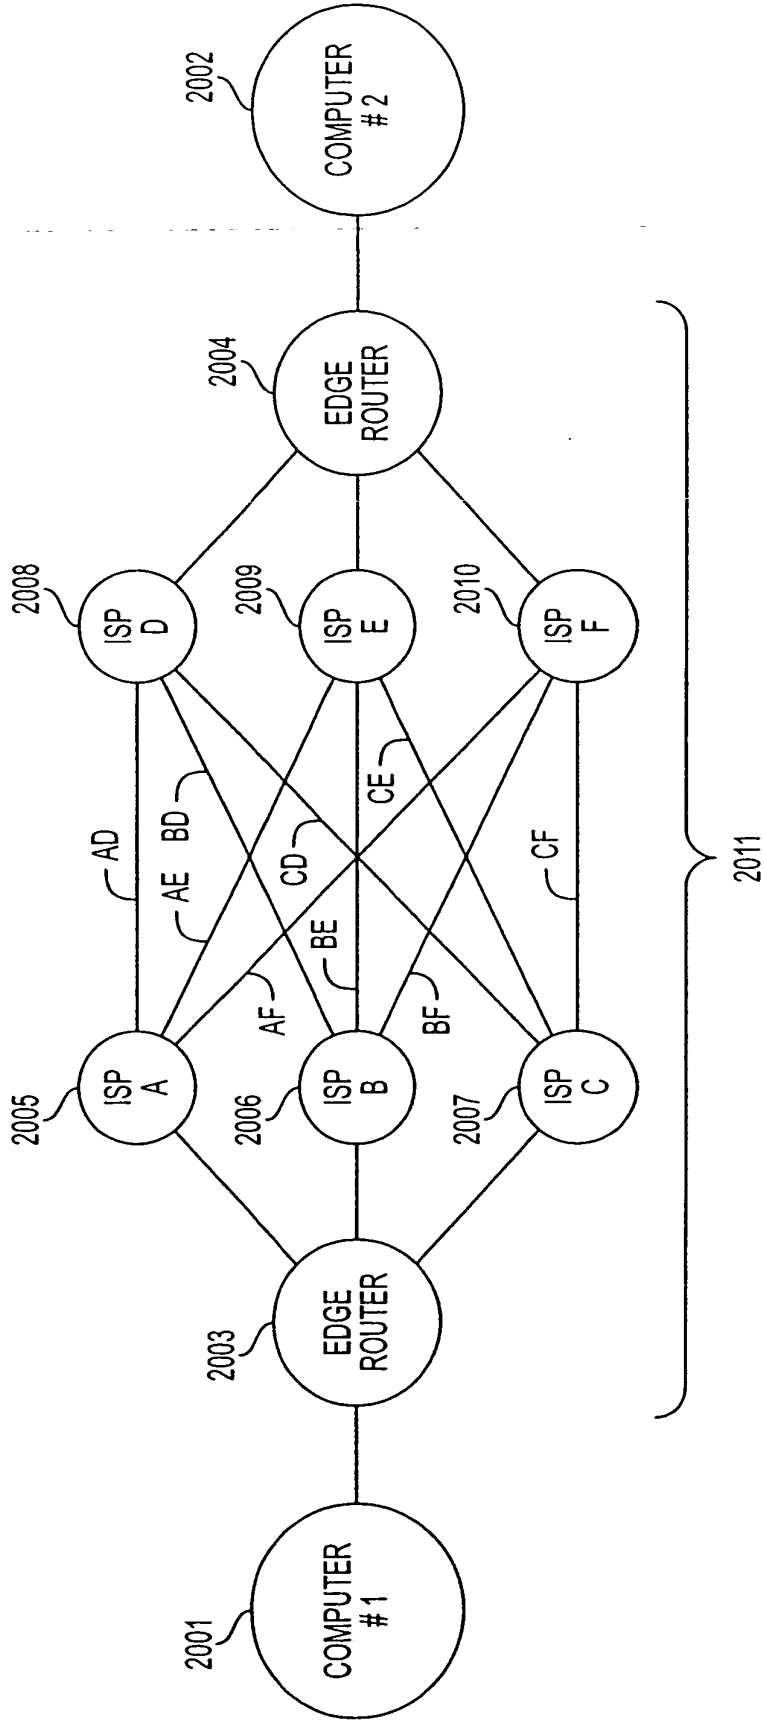 2001
COMPUTER
#1
2003
EDGE
ROUTER
2005
ISP
A
2006
ISP
B
2007
ISP
C
AD
AE
BD
AF
CD
BE
CE
BF
CF
2008
ISP
D
2009
ISP
E
2010
ISP
F
2004
EDGE
ROUTER
2002
COMPUTER
#2
2011